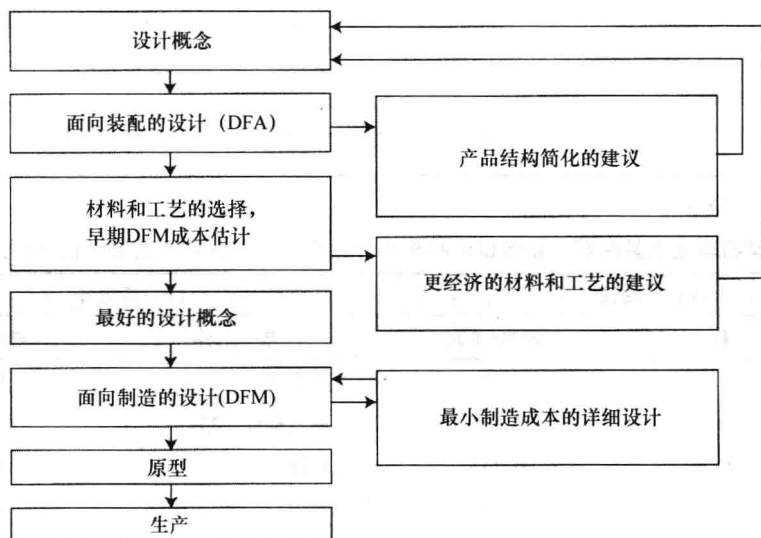 设计概念
面向装配的设计（DFA）
产品结构简化的建议
材料和工艺的选择，
早期DFM成本估计
更经济的材料和工艺的建议
最好的设计概念
面向制造的设计(DFM)
最小制造成本的详细设计
原型
生产